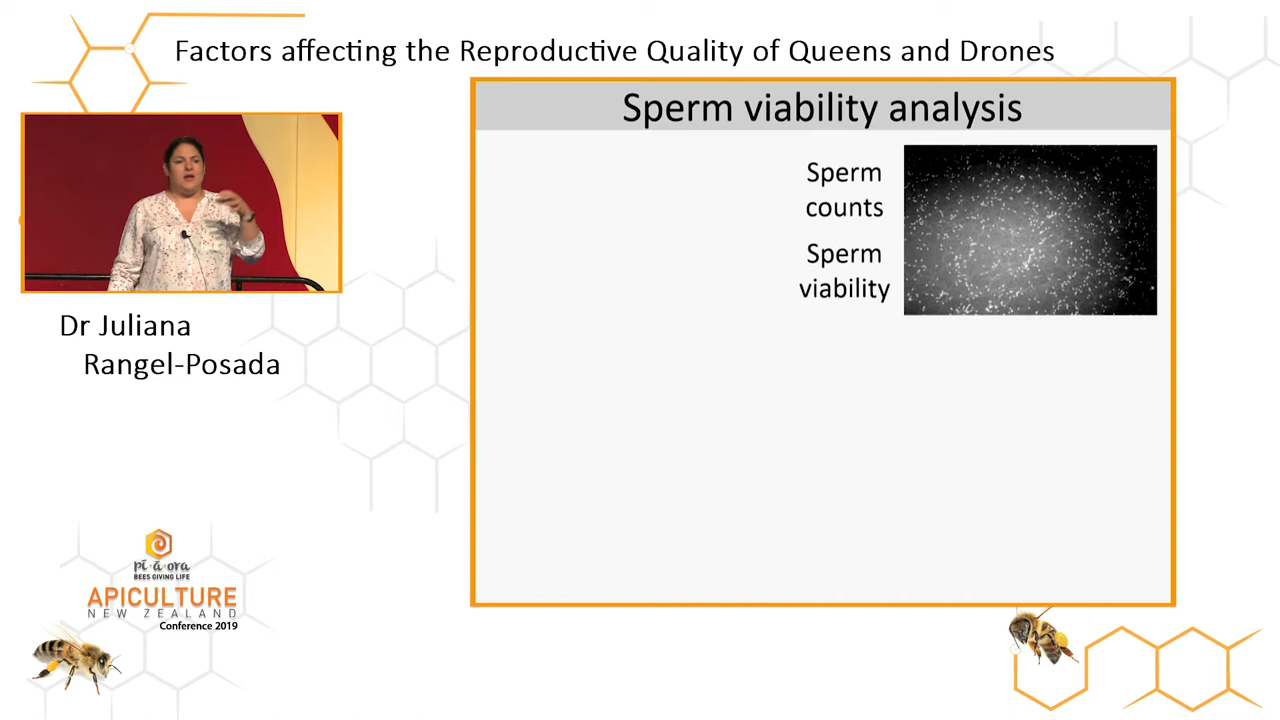 Factors affecting the Reproductive Quality of Queens and Drones
Sperm viability analysis
Sperm
counts
Sperm
viability
Dr Juliana
Rangel-Posada
pī·ā·ora
BEES GIVING LIFE
APICULTURE
NEW ZEALAND
Conference 2019